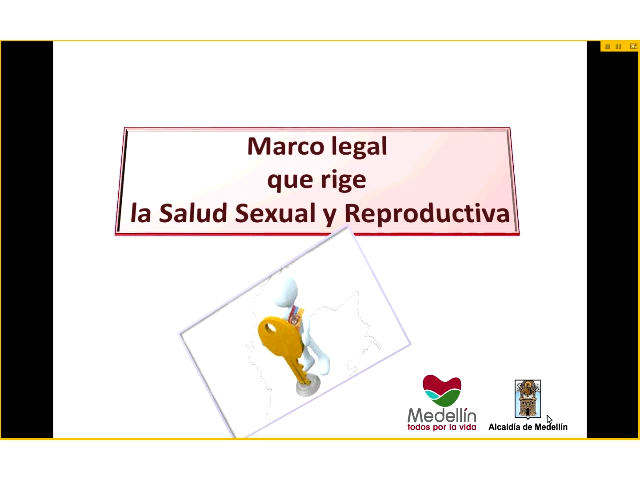 Marco legal
que rige
la Salud Sexual y Reproductiva
Medellín
todos por la vida
Alcaldía de Medellín